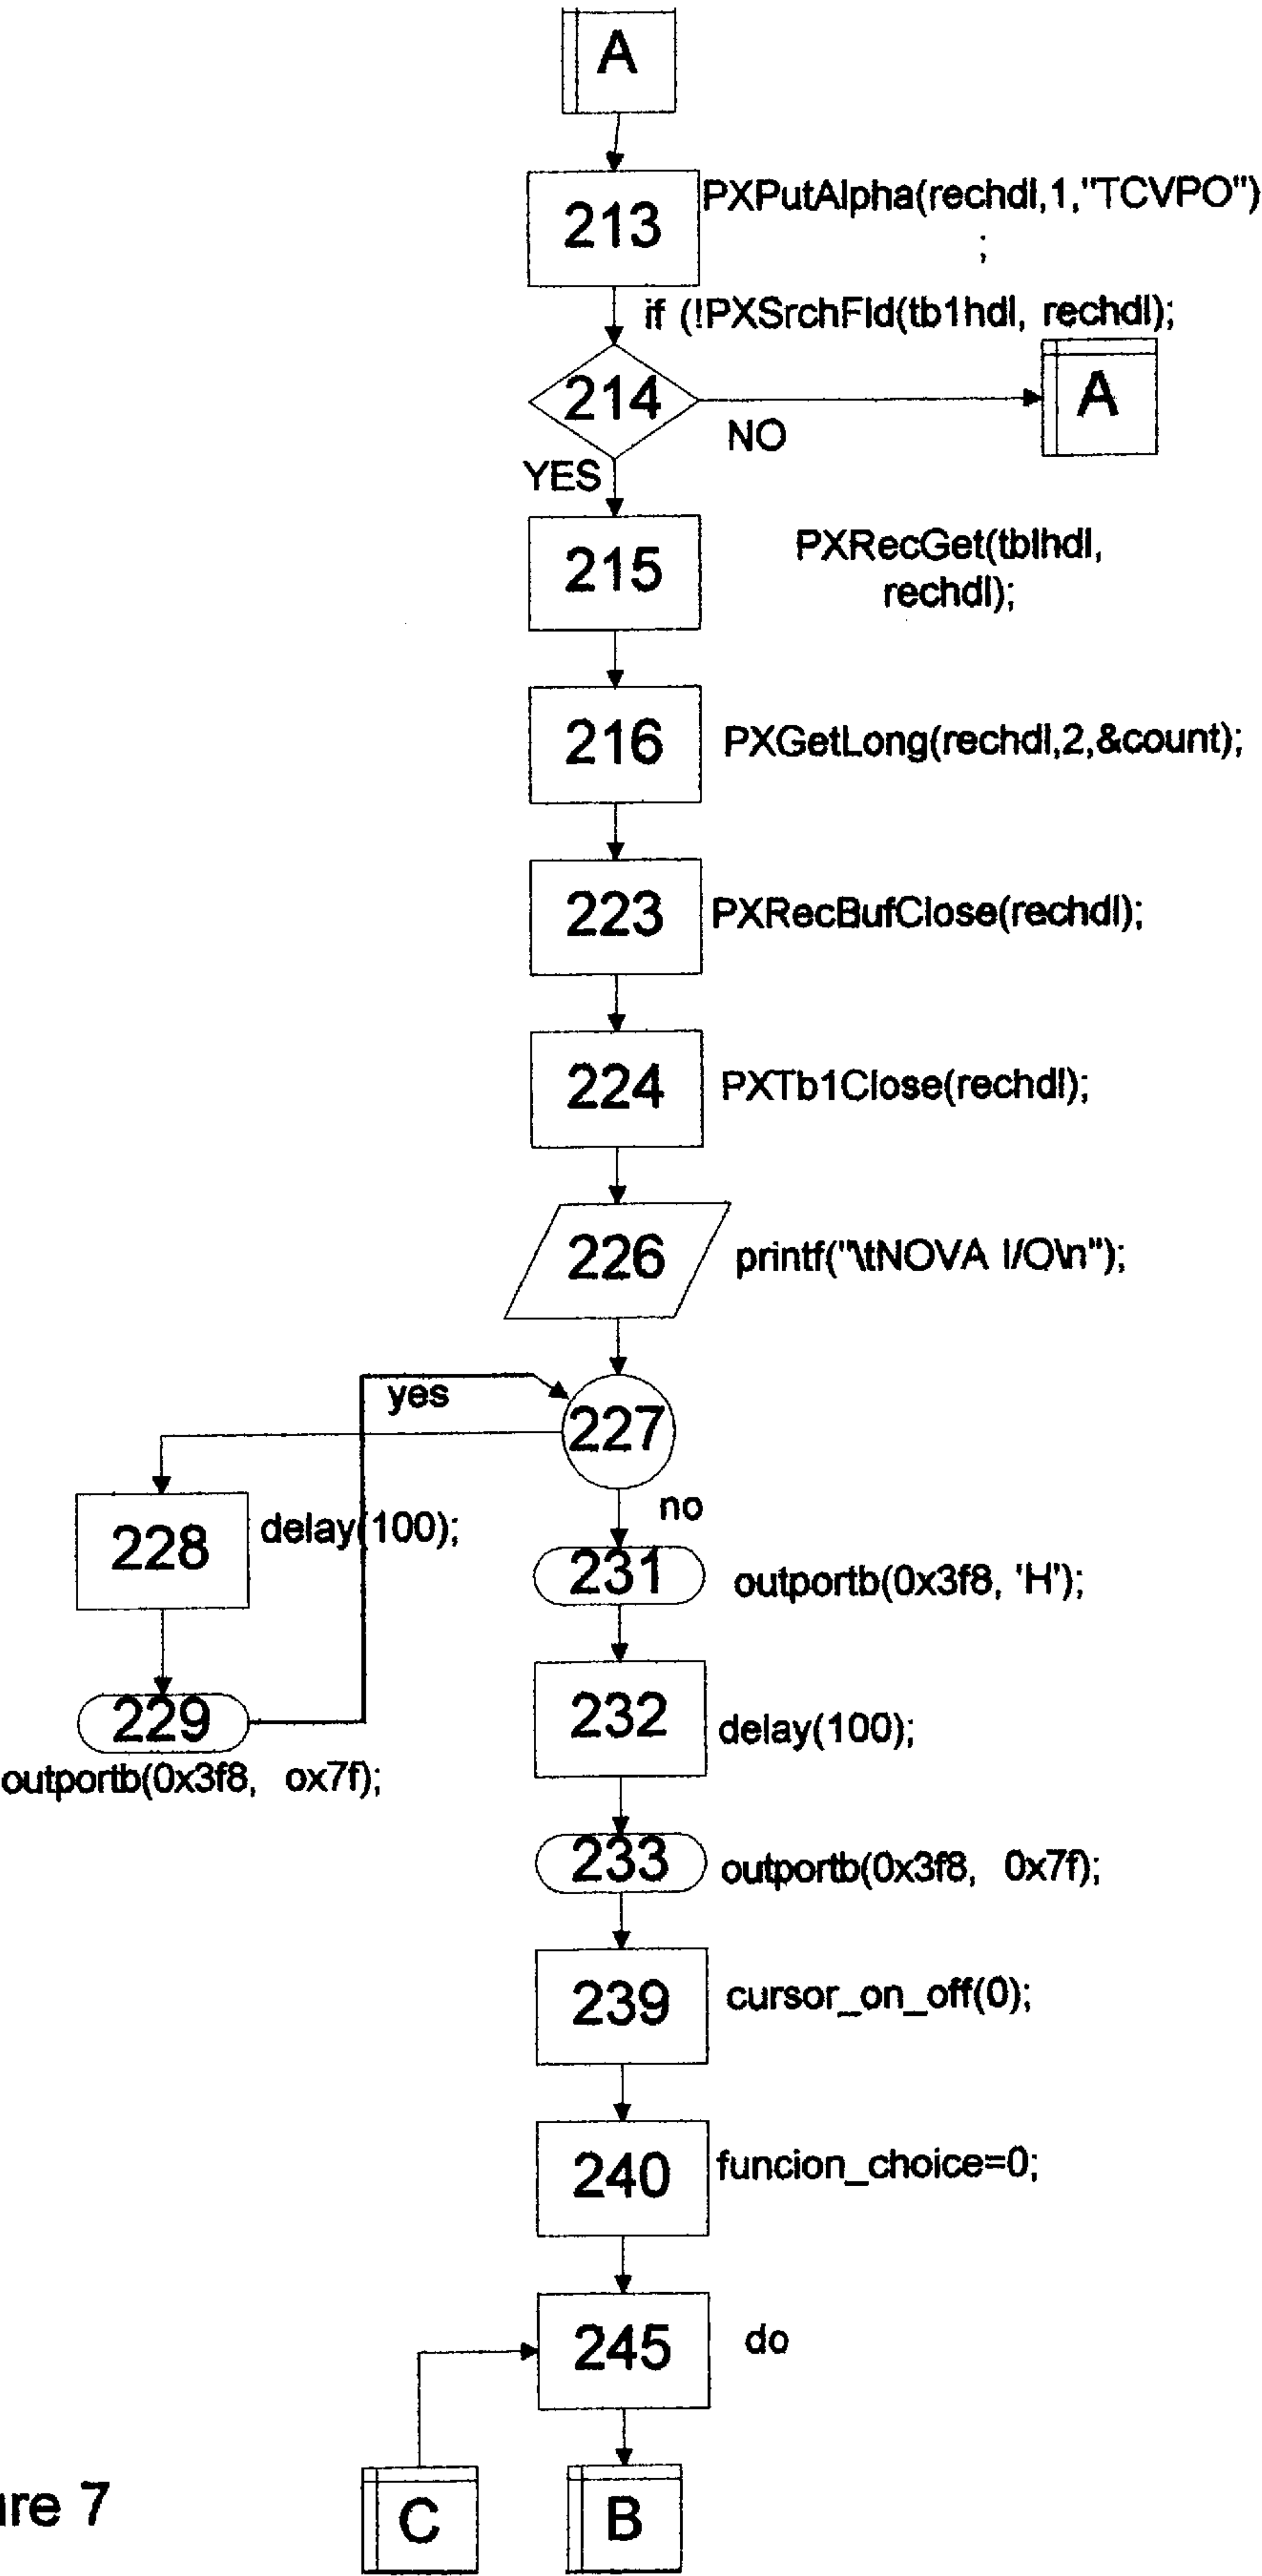 A
213
PXPutAlpha(rechdl,1,"TCVPO")
;
if (!PXSrchFld(tb1hdl, rechdl);
214
A
NO
YES
215
PXRecGet(tblhdl,
rechdl);
216
PXGetLong(rechdl,2,&count);
223
PXRecBufClose(rechdl);
224
PXTb1Close(rechdl);
226
printf("\tNOVA I/O\n");
yes
227
no
228
delay(100);
231
outportb(0x3f8, 'H');
229
outportb(0x3f8, ox7f);
232
delay(100);
233
outportb(0x3f8, 0x7f);
239
cursor_on_off(0);
240
funcion_choice=0;
245
do
C
B
ure 7